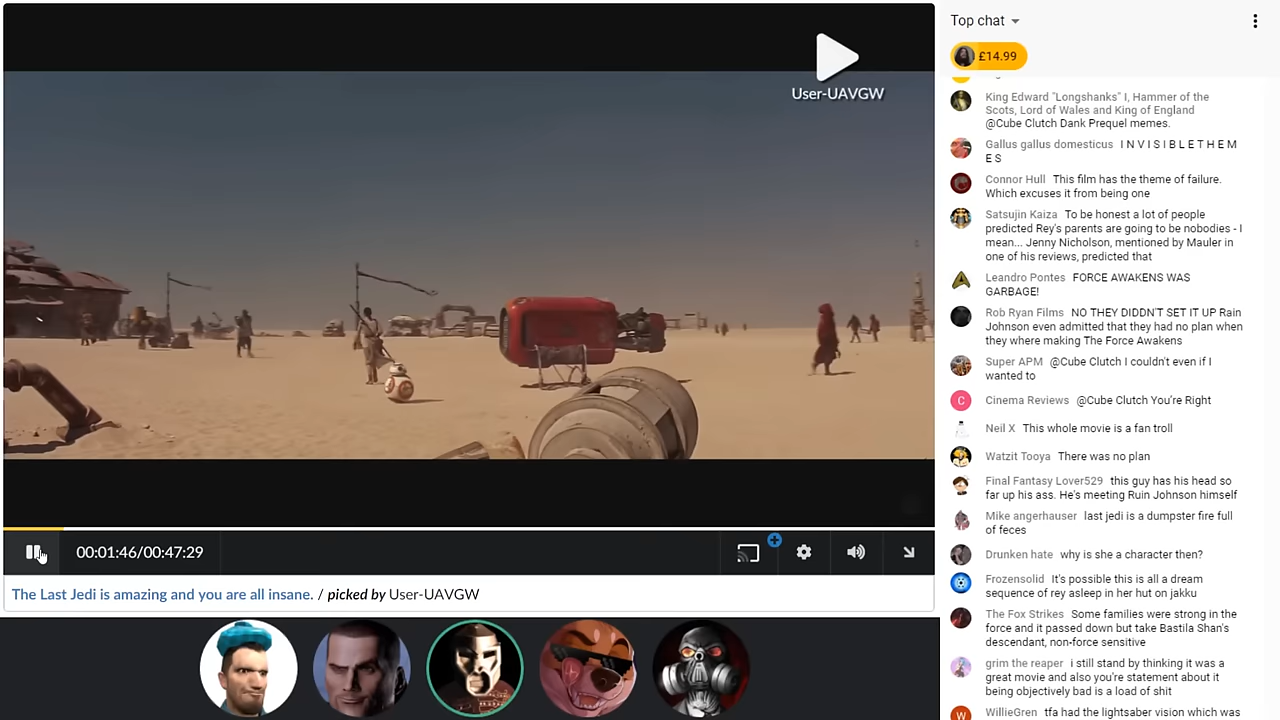 User-UAVGW
00:01:46/00:47:29
The Last Jedi is amazing and you are all insane. / picked by User-UAVGW
Top chat
£14.99
King Edward "Longshanks" I, Hammer of the
Scots, Lord of Wales and King of England
@Cube Clutch Dank Prequel memes.
Gallus gallus domesticus I N V I S I B L E T H E M
E S
Connor Hull This film has the theme of failure.
Which excuses it from being one
Satsujin Kaiza To be honest a lot of people
predicted Rey's parents are going to be nobodies - I
mean... Jenny Nicholson, mentioned by Mauler in
one of his reviews, predicted that
Leandro Pontes FORCE AWAKENS WAS
GARBAGE!
Rob Ryan Films NO THEY DIDDN'T SET IT UP Rain
Johnson even admitted that they had no plan when
they where making The Force Awakens
Super APM @Cube Clutch I couldn't even if I
wanted to
C
Cinema Reviews @Cube Clutch You're Right
Neil X This whole movie is a fan troll
Watzit Tooya There was no plan
Final Fantasy Lover529 this guy has his head so
far up his ass. He's meeting Ruin Johnson himself
Mike angerhauser last jedi is a dumpster fire full
of feces
Drunken hate why is she a character then?
Frozensolid It's possible this is all a dream
sequence of rey asleep in her hut on jakku
The Fox Strikes Some families were strong in the
force and it passed down but take Bastila Shan's
descendant, non-force sensitive
grim the reaper i still stand by thinking it was a
great movie and also you're statement about it
being objectively bad is a load of shit
W
WillieGren tfa had the lightsaber vision which was